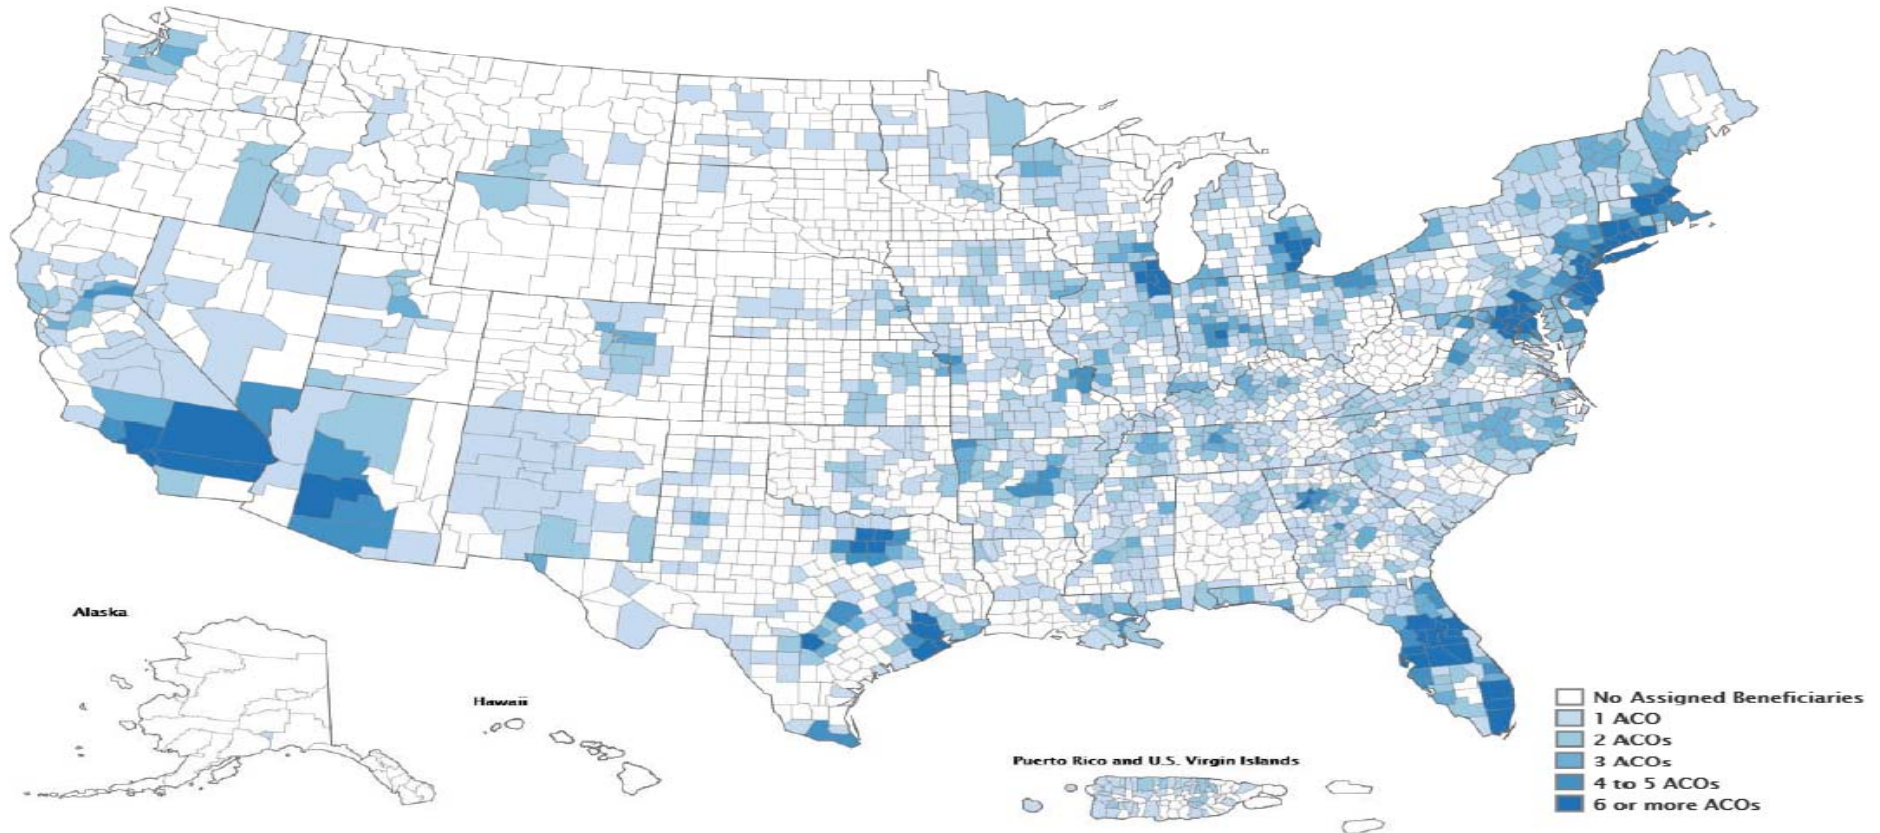 Alaska
Hawaii
Puerto Rico and U.S. Virgin Islands
No Assigned Beneficiaries
1 ACO
2 ACOs
3 ACOs
4 to 5 ACOs
6 or more ACOs